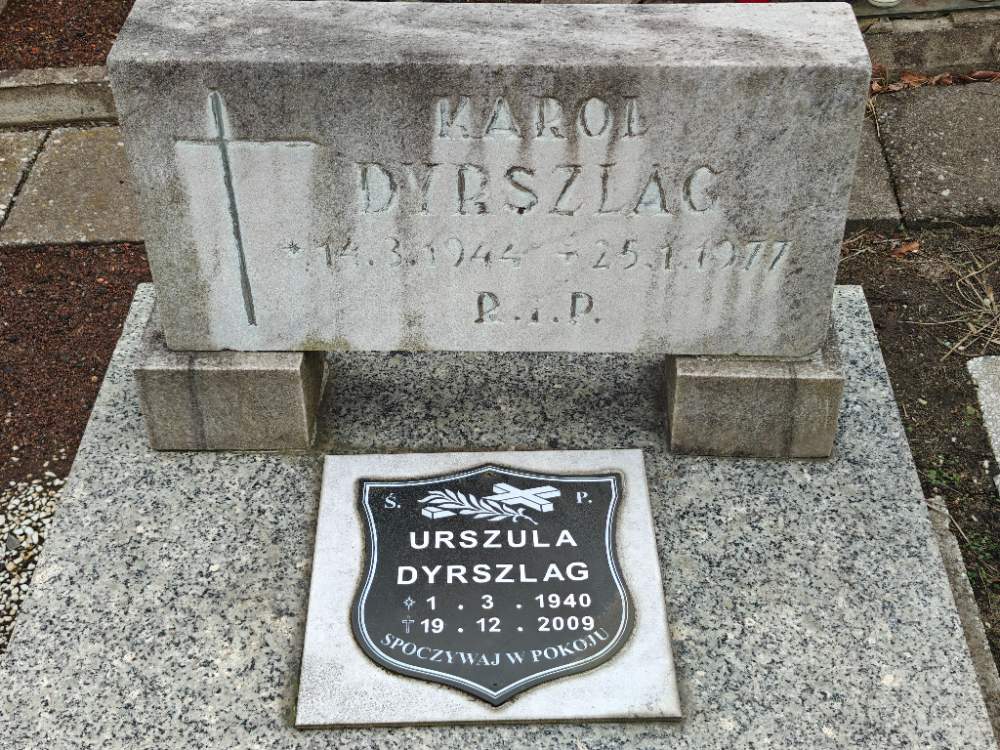 KAROL
DYRSZLAG
*14.3.1944 +25.1.1977
R.i.P.
Ś. P.
URSZULA
DYRSZLAG
1 . 3 . 1940
19 . 12 . 2009
SPOCZYWAJ W POKOJU